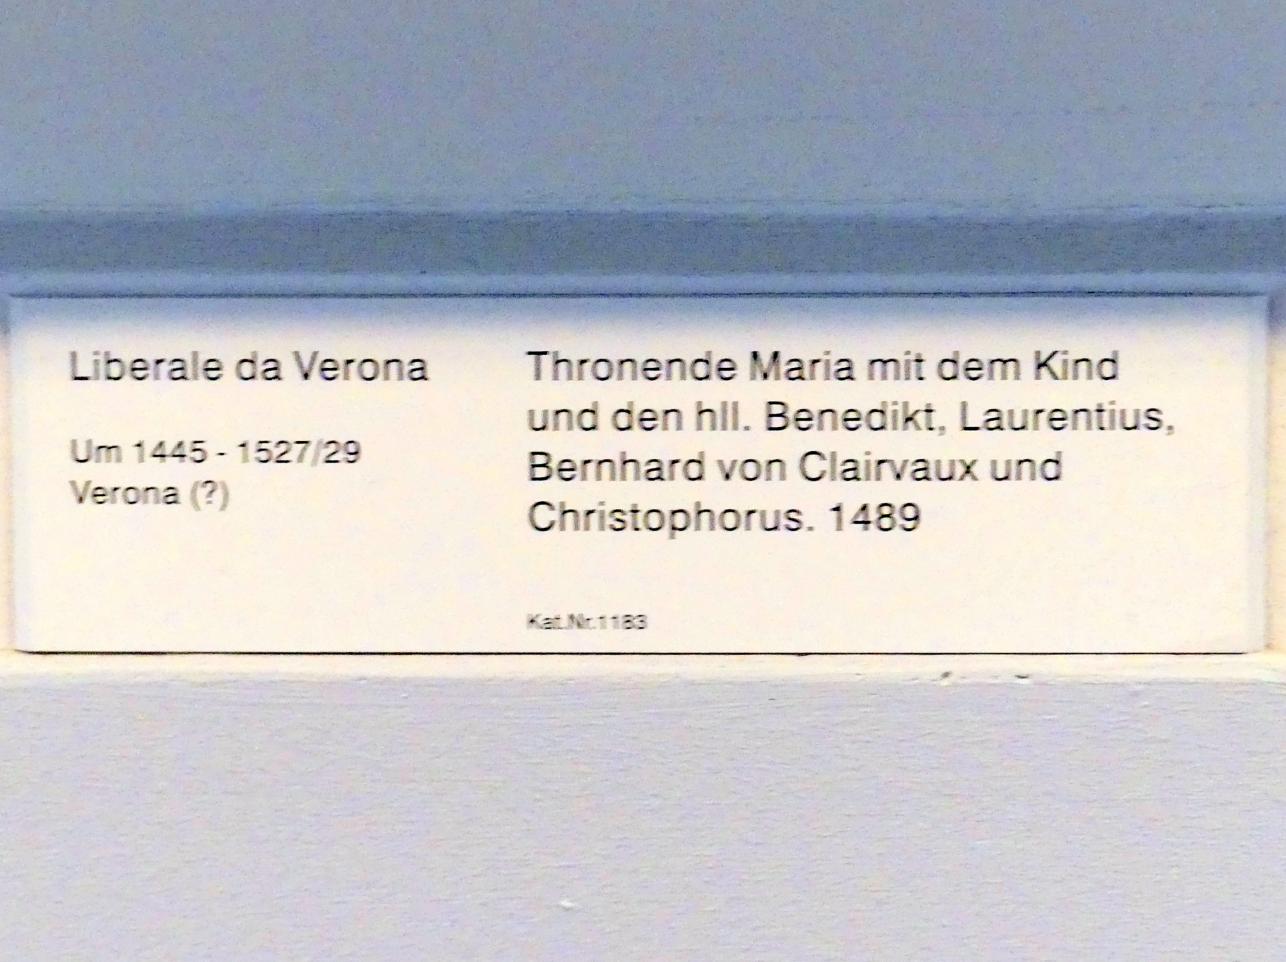 Liberale da Verona
Um 1445 - 1527/29
Verona (?)
Thronende Maria mit dem Kind
und den hll. Benedikt, Laurentius,
Bernhard von Clairvaux und
Christophorus. 1489
Kat.Nr.1183